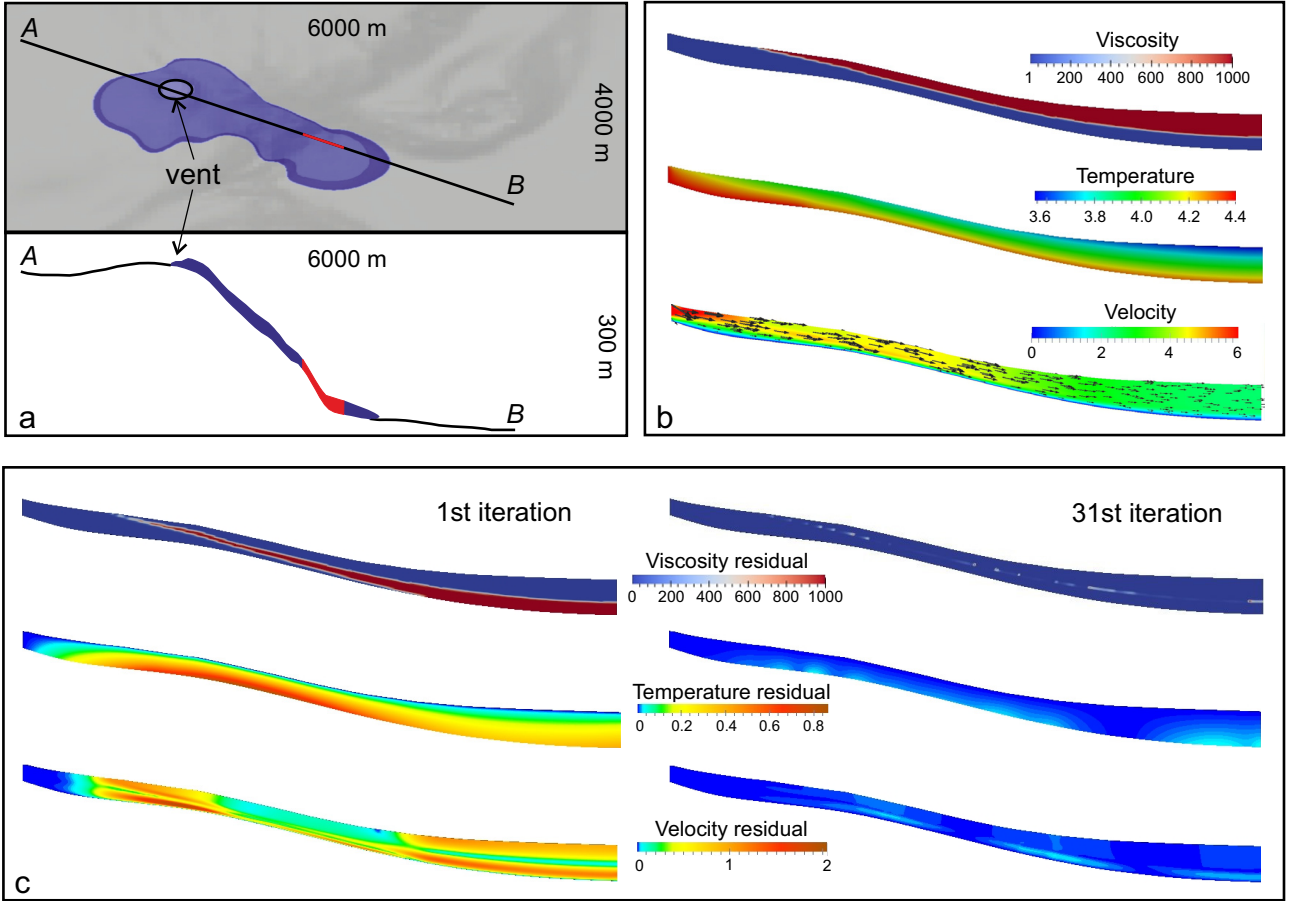 A
6000 m
4000 m
vent
B
A
6000 m
300 m
B
a
Viscosity
1 200 400 600 800 1000
Temperature
3.6 3.8 4.0 4.2 4.4
Velocity
0 2 4 6
b
1st iteration
31st iteration
Viscosity residual
0 200 400 600 800 1000
Temperature residual
0 0.2 0.4 0.6 0.8
Velocity residual
0 1 2
c